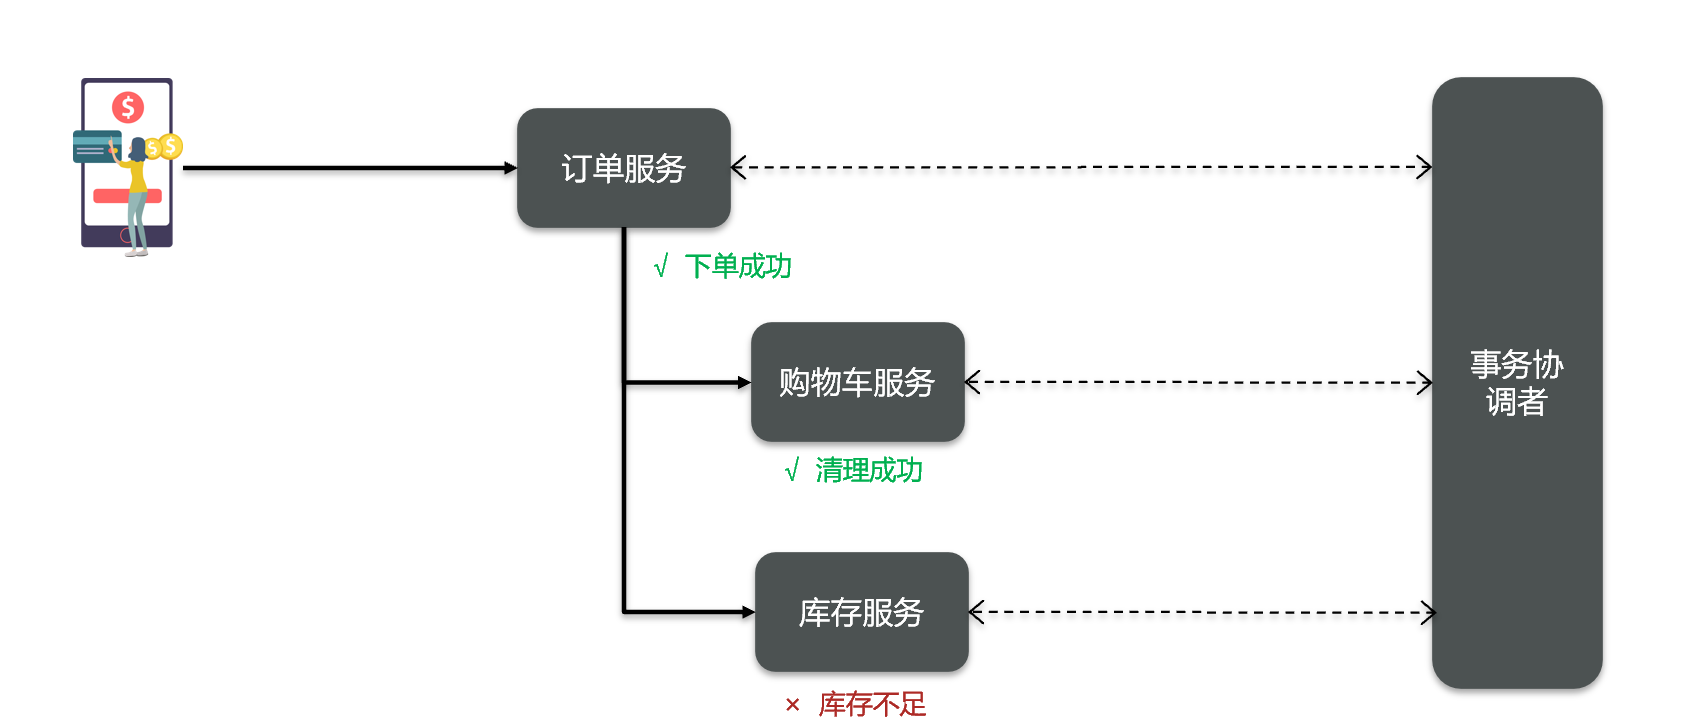 $
$
$
订单服务
√ 下单成功
购物车服务
√ 清理成功
库存服务
× 库存不足
事务协
调者